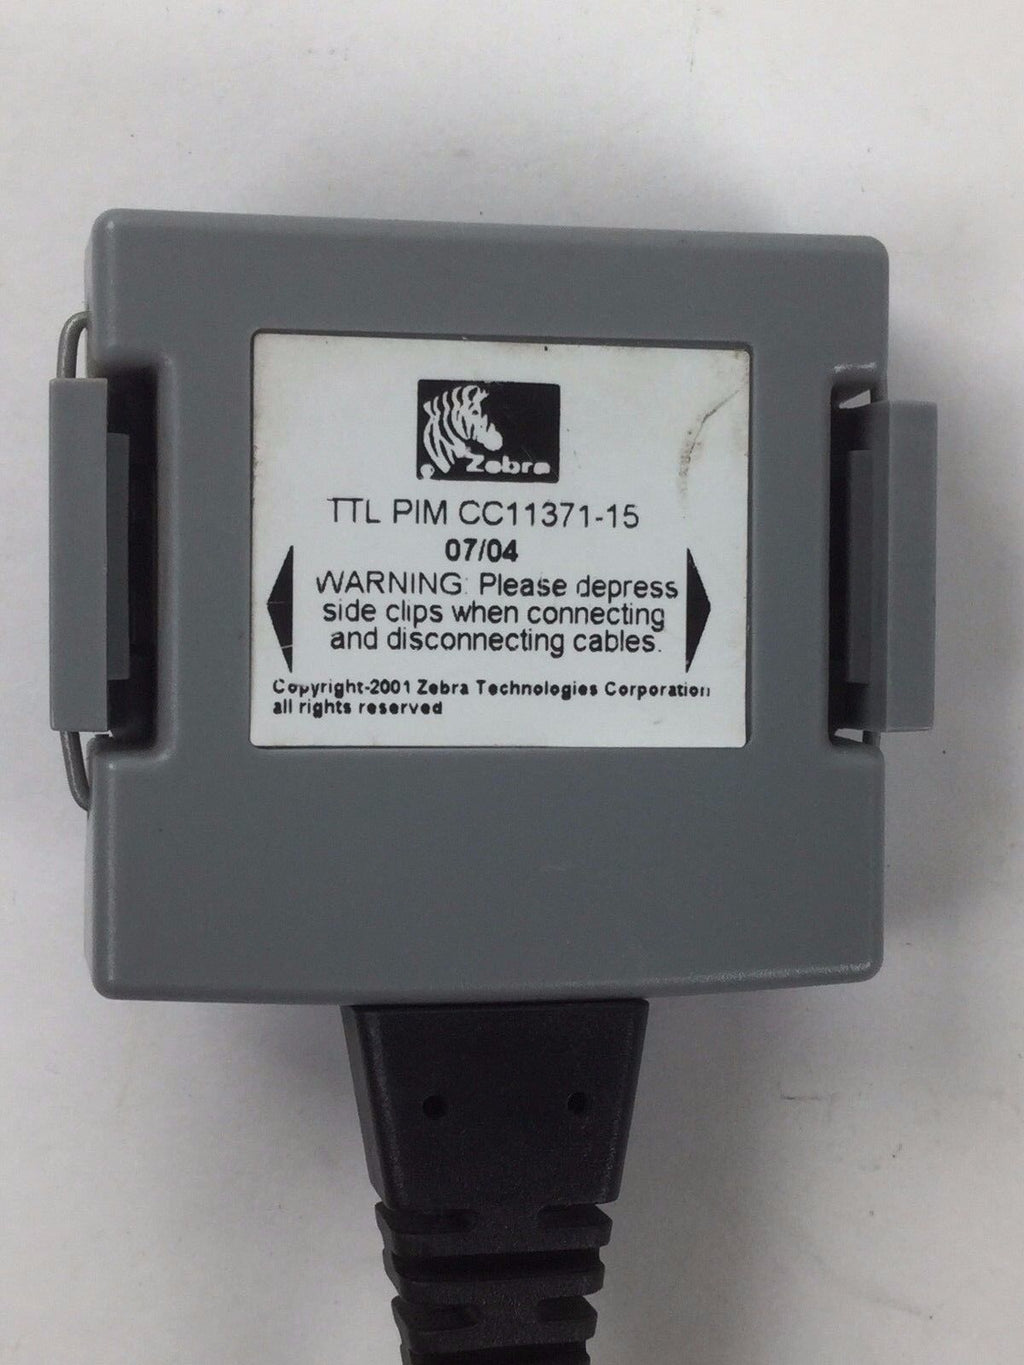 Zebra
TTL PIM CC11371-15
07/04
WARNING: Please depress
side clips when connecting
and disconnecting cables.
Copyright-2001 Zebra Technologies Corporation
all rights reserved